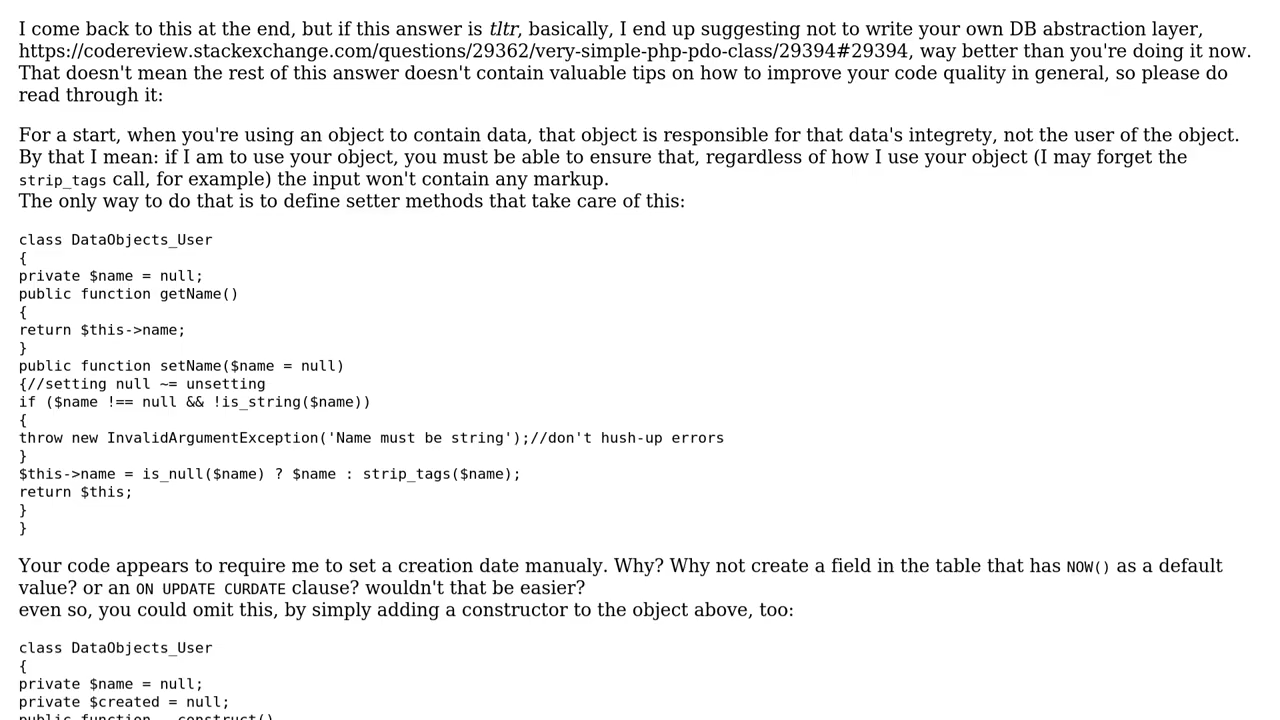 I come back to this at the end, but if this answer is tltr, basically, I end up suggesting not to write your own DB abstraction layer,
https://codereview.stackexchange.com/questions/29362/very-simple-php-pdo-class/29394#29394, way better than you're doing it now.
That doesn't mean the rest of this answer doesn't contain valuable tips on how to improve your code quality in general, so please do
read through it:
For a start, when you're using an object to contain data, that object is responsible for that data's integrety, not the user of the object.
By that I mean: if I am to use your object, you must be able to ensure that, regardless of how I use your object (I may forget the
strip_tags call, for example) the input won't contain any markup.
The only way to do that is to define setter methods that take care of this:
class DataObjects_User
{
private $name = null;
public function getName()
{
return $this->name;
}
public function setName($name = null)
{//setting null ~= unsetting
if ($name !== null && !is_string($name))
{
throw new InvalidArgumentException('Name must be string');//don't hush-up errors
}
$this->name = is_null($name) ? $name : strip_tags($name);
return $this;
}
}
Your code appears to require me to set a creation date manualy. Why? Why not create a field in the table that has NOW() as a default
value? or an ON UPDATE CURDATE clause? wouldn't that be easier?
even so, you could omit this, by simply adding a constructor to the object above, too:
class DataObjects_User
{
private $name = null;
private $created = null;
public function __construct()